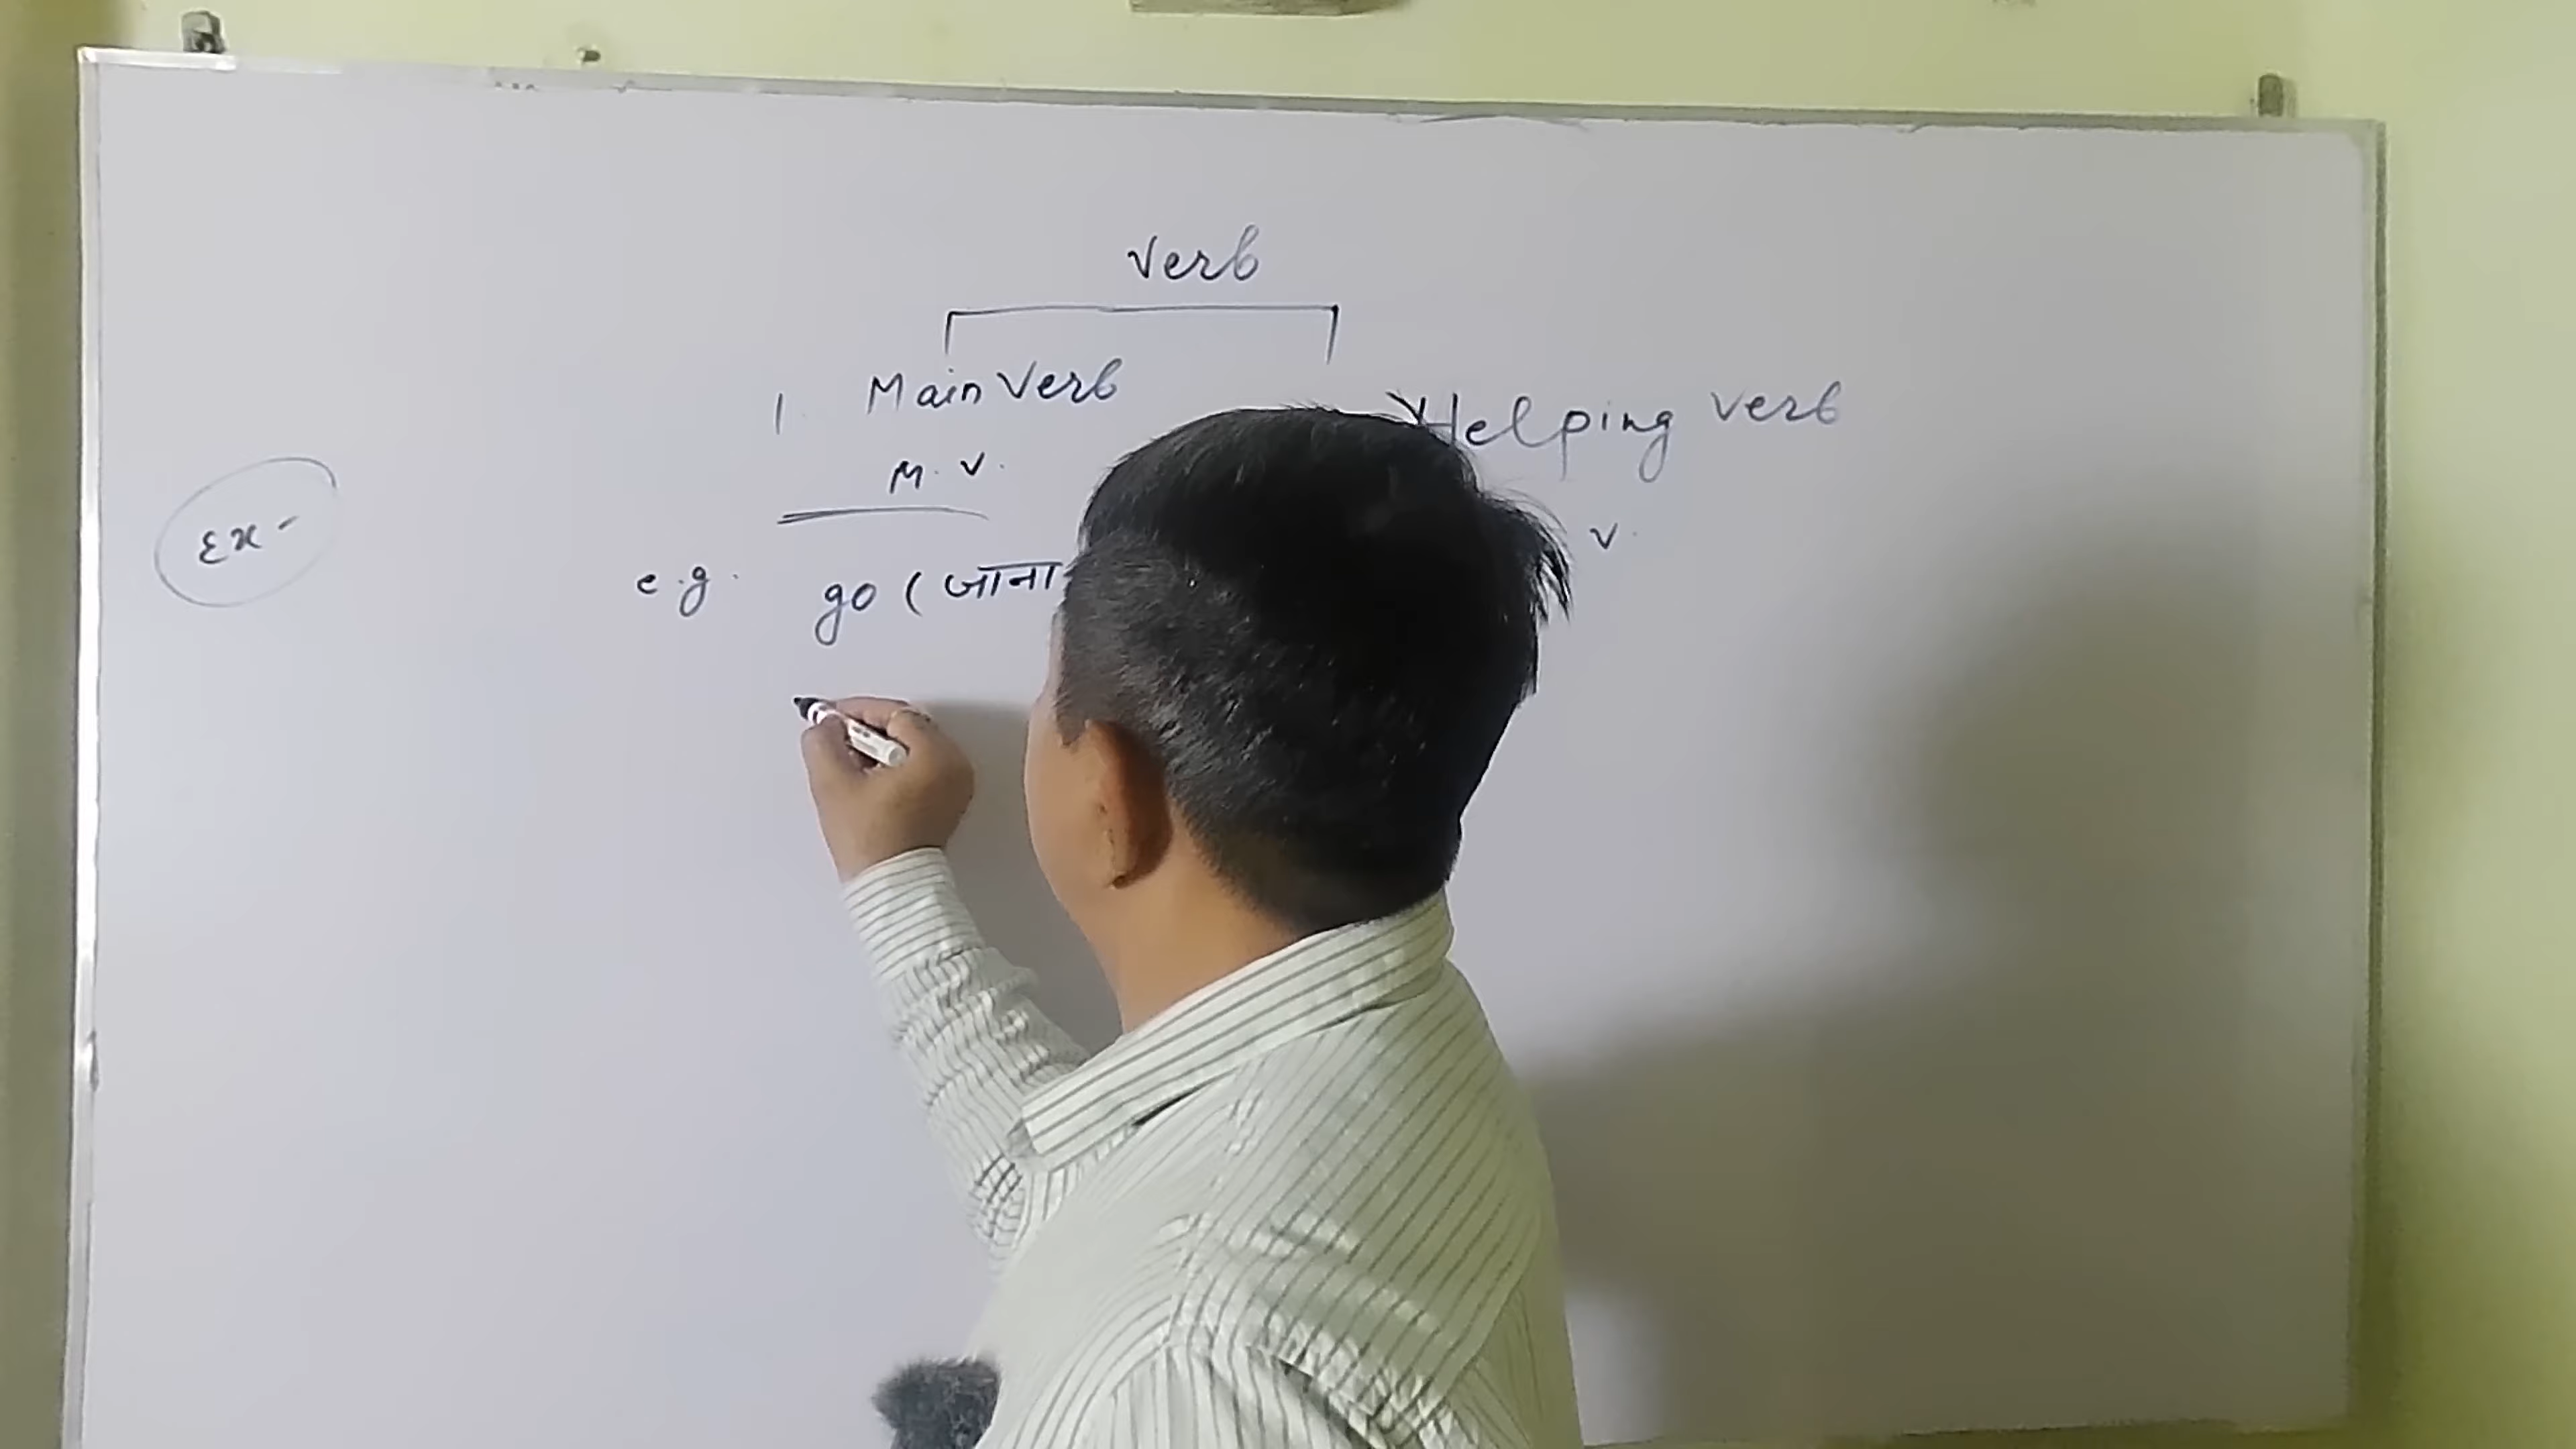 Verb
1. Main Verb
Helping Verb
M. V.
V.
Ex-
e.g. go (जाना